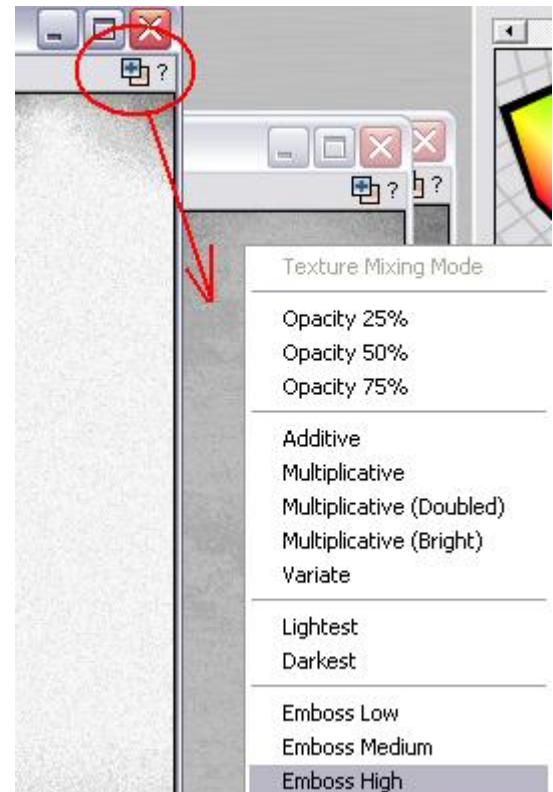 ?
?
?
Texture Mixing Mode
Opacity 25%
Opacity 50%
Opacity 75%
Additive
Multiplicative
Multiplicative (Doubled)
Multiplicative (Bright)
Variate
Lightest
Darkest
Emboss Low
Emboss Medium
Emboss High